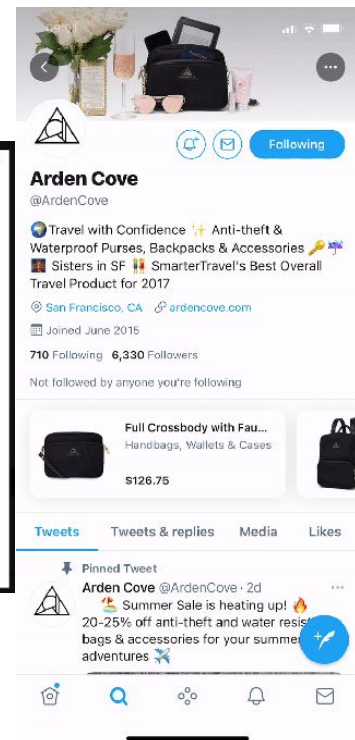 Following
Arden Cove
@ArdenCove
🌍Travel with Confidence ✨ Anti-theft &
Waterproof Purses, Backpacks & Accessories 🔑☔
🌉 Sisters in SF 👯 SmarterTravel's Best Overall
Travel Product for 2017
San Francisco, CA ardencove.com
Joined June 2015
710 Following 6,330 Followers
Not followed by anyone you're following
Full Crossbody with Fau...
Handbags, Wallets & Cases
$126.75
Tweets Tweets & replies Media Likes
Pinned Tweet
Arden Cove @ArdenCove · 2d
🏖️ Summer Sale is heating up! 🔥
20-25% off anti-theft and water resist
bags & accessories for your summer
adventures ✈️